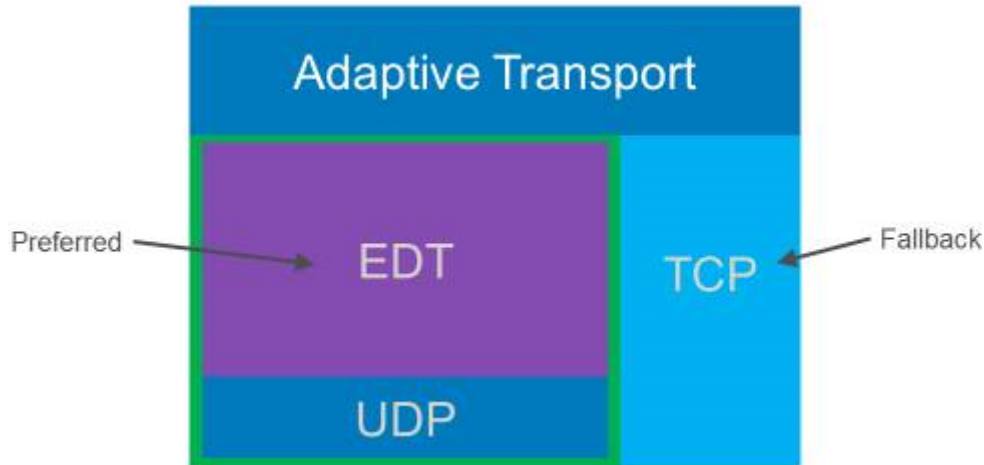 Adaptive Transport
Preferred
EDT
TCP
Fallback
UDP